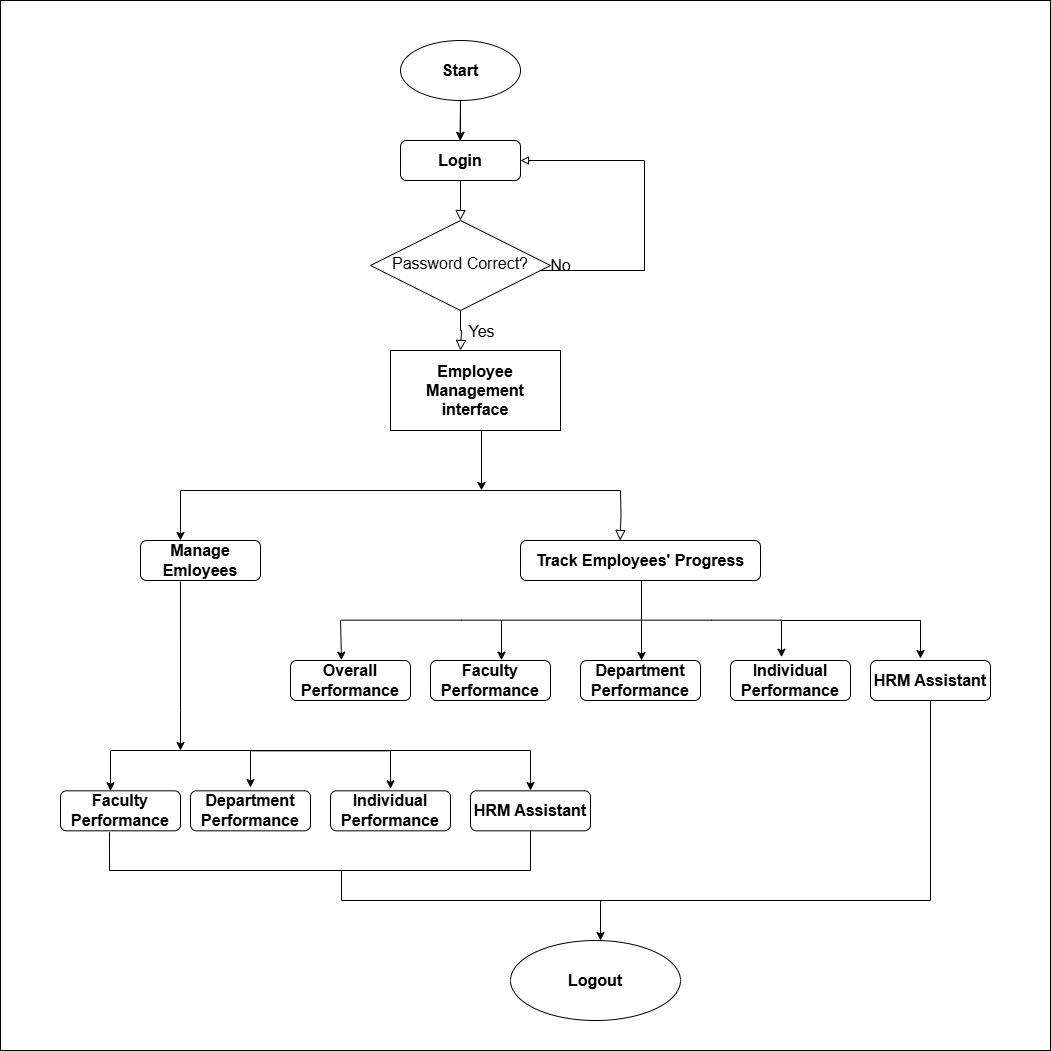 Start
Login
Password Correct?
No
Yes
Employee
Management
interface
Manage
Emloyees
Track Employees' Progress
Overall
Performance
Faculty
Performance
Department
Performance
Individual
Performance
HRM Assistant
Faculty
Performance
Department
Performance
Individual
Performance
HRM Assistant
Logout